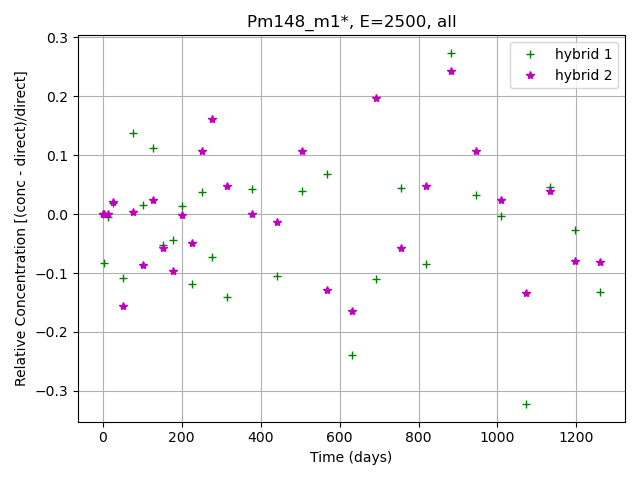 Pm148_m1*, E=2500, all
hybrid 1
hybrid 2
0.3
0.2
0.1
0.0
−0.1
−0.2
−0.3
Relative Concentration [(conc - direct)/direct]
0 200 400 600 800 1000 1200
Time (days)